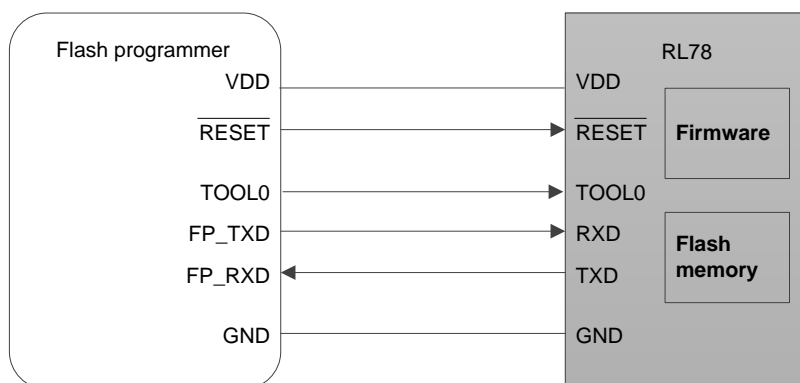 Flash programmer
VDD
RESET
TOOL0
FP_TXD
FP_RXD
GND
RL78
VDD
RESET
TOOL0
RXD
TXD
GND
Firmware
Flash
memory